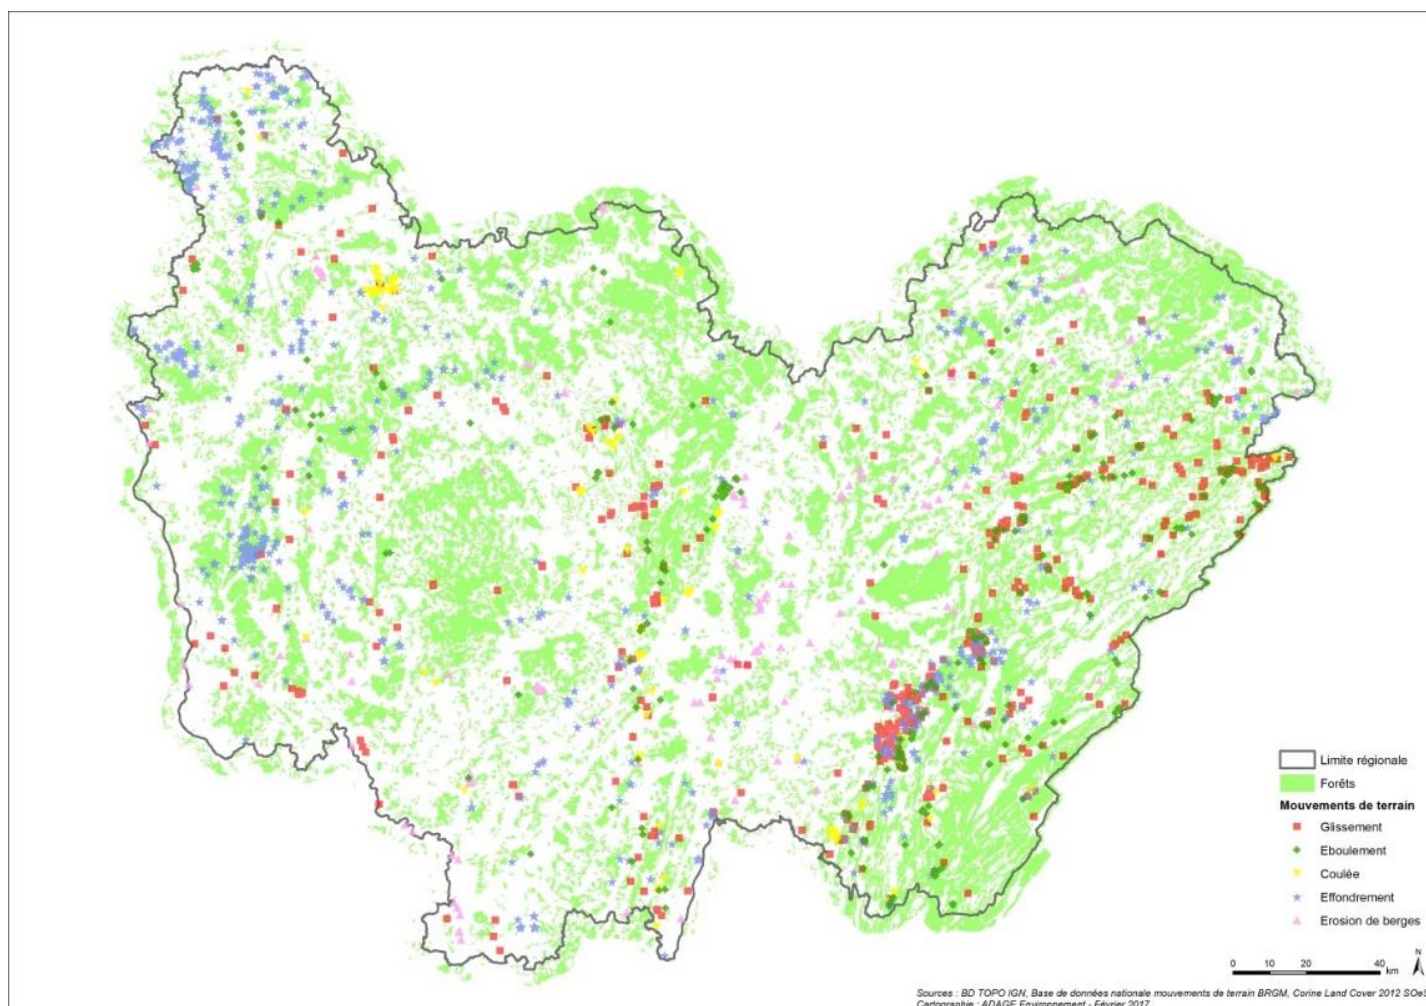 Limite régionale
Forêts
Mouvements de terrain
Glissement
Eboulement
Coulée
Effondrement
Erosion de berges
N
0 10 20 40
km
Sources : BD TOPO IGN, Base de données nationale mouvements de terrain BRGM, Corine Land Cover 2012 SOeS
Cartographie : ADAGE Environnement - Février 2017